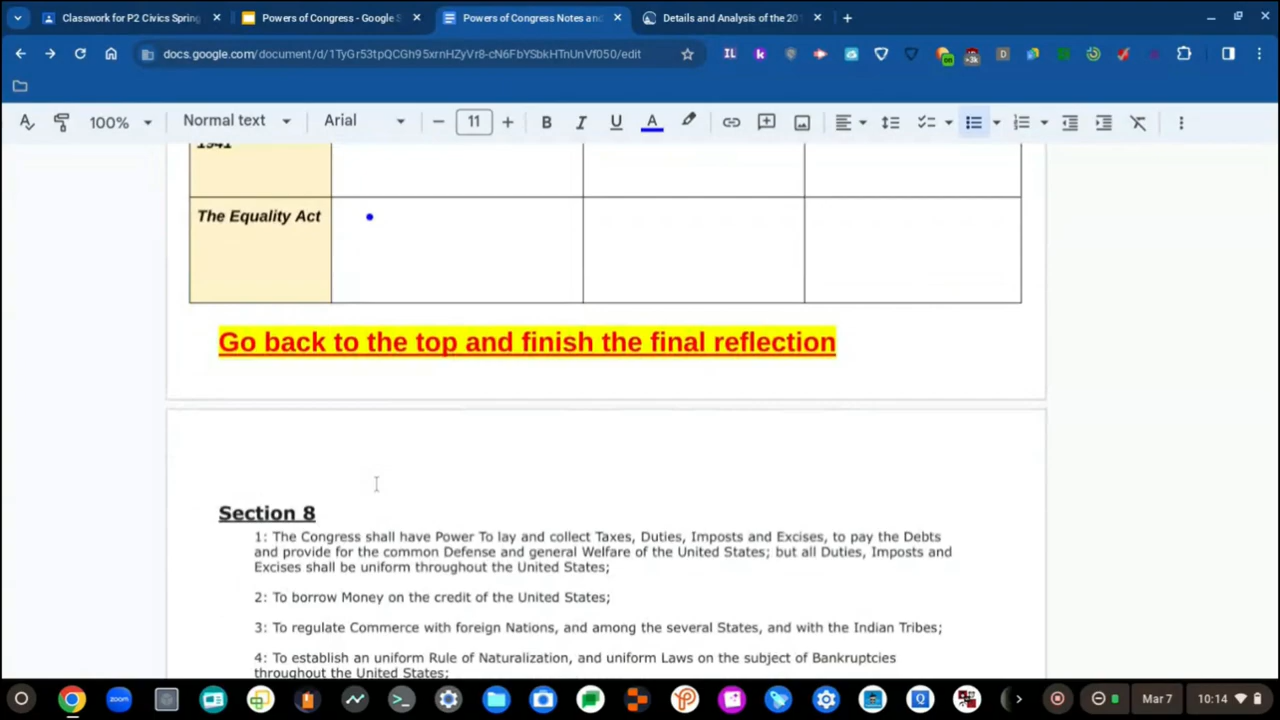 Classwork for P2 Civics Spring
Powers of Congress - Google S
Powers of Congress Notes and
Details and Analysis of the 201
docs.google.com/document/d/1TyGr53tpQCGh95xrnHZyVr8-cN6FbYSbkHTnUnVf050/edit
100%
Normal text
Arial
11
1941
The Equality Act
Go back to the top and finish the final reflection
Section 8
1: The Congress shall have Power To lay and collect Taxes, Duties, Imposts and Excises, to pay the Debts
and provide for the common Defense and general Welfare of the United States; but all Duties, Imposts and
Excises shall be uniform throughout the United States;
2: To borrow Money on the credit of the United States;
3: To regulate Commerce with foreign Nations, and among the several States, and with the Indian Tribes;
4: To establish an uniform Rule of Naturalization, and uniform Laws on the subject of Bankruptcies
throughout the United States;
zoom
Mar 7
10:14